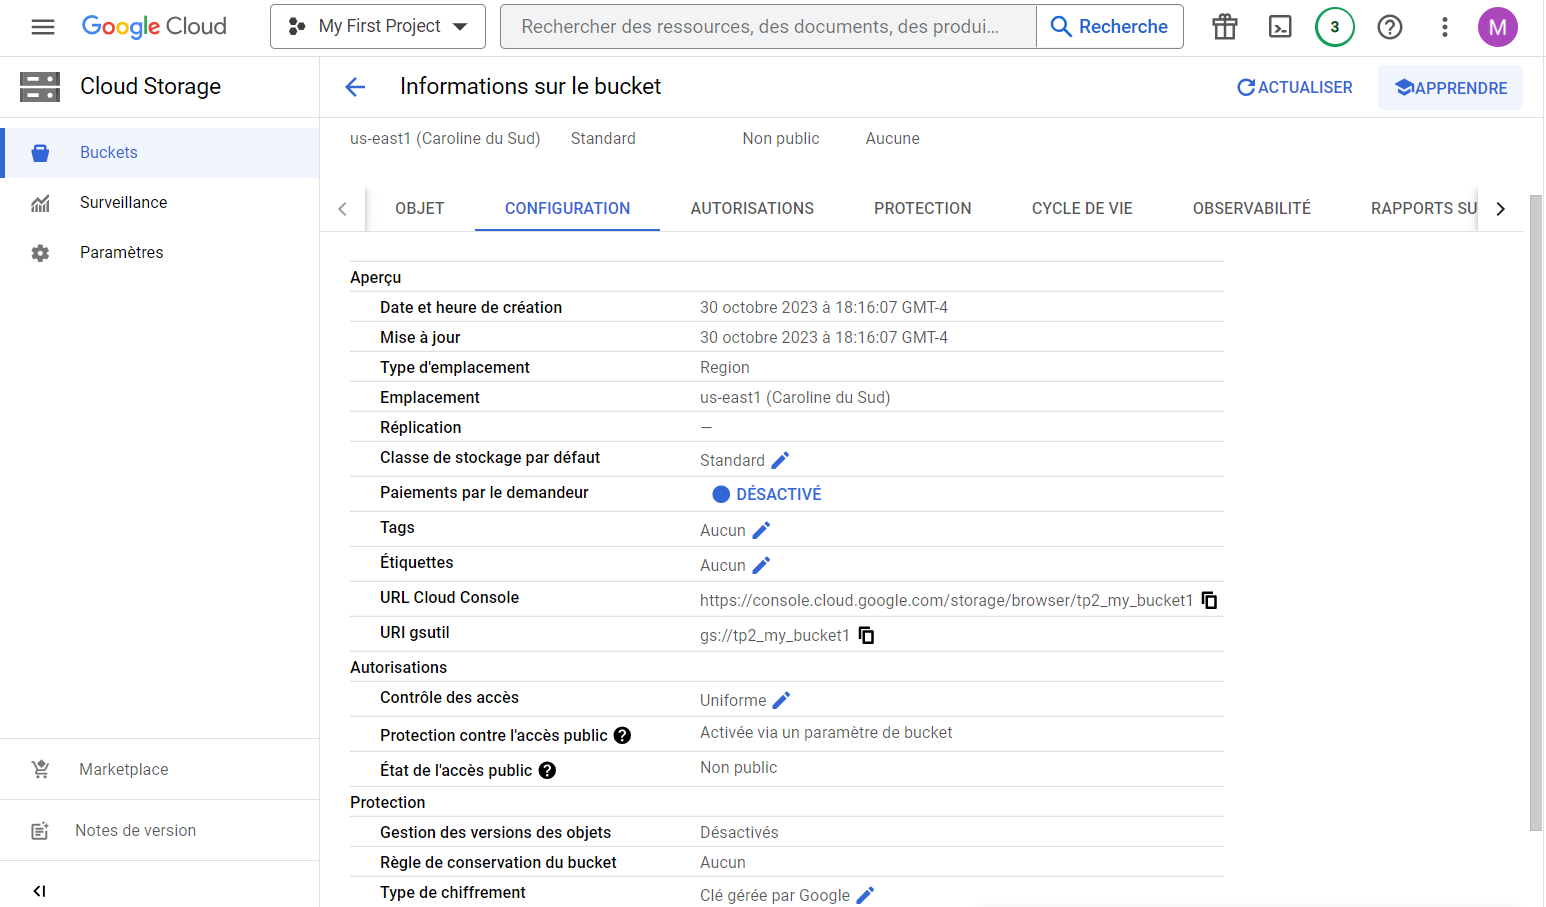 Google Cloud
My First Project
Rechercher des ressources, des documents, des produi...
Recherche
3
M
Cloud Storage
Informations sur le bucket
ACTUALISER
APPRENDRE
Buckets
Surveillance
Paramètres
Marketplace
Notes de version
us-east1 (Caroline du Sud) Standard Non public Aucune
OBJET CONFIGURATION AUTORISATIONS PROTECTION CYCLE DE VIE OBSERVABILITÉ RAPPORTS SU
Aperçu
Date et heure de création 30 octobre 2023 à 18:16:07 GMT-4
Mise à jour 30 octobre 2023 à 18:16:07 GMT-4
Type d'emplacement Region
Emplacement us-east1 (Caroline du Sud)
Réplication —
Classe de stockage par défaut Standard
Paiements par le demandeur DÉSACTIVÉ
Tags Aucun
Étiquettes Aucun
URL Cloud Console https://console.cloud.google.com/storage/browser/tp2_my_bucket1
URI gsutil gs://tp2_my_bucket1
Autorisations
Contrôle des accès Uniforme
Protection contre l'accès public Activée via un paramètre de bucket
État de l'accès public Non public
Protection
Gestion des versions des objets Désactivés
Règle de conservation du bucket Aucun
Type de chiffrement Clé gérée par Google